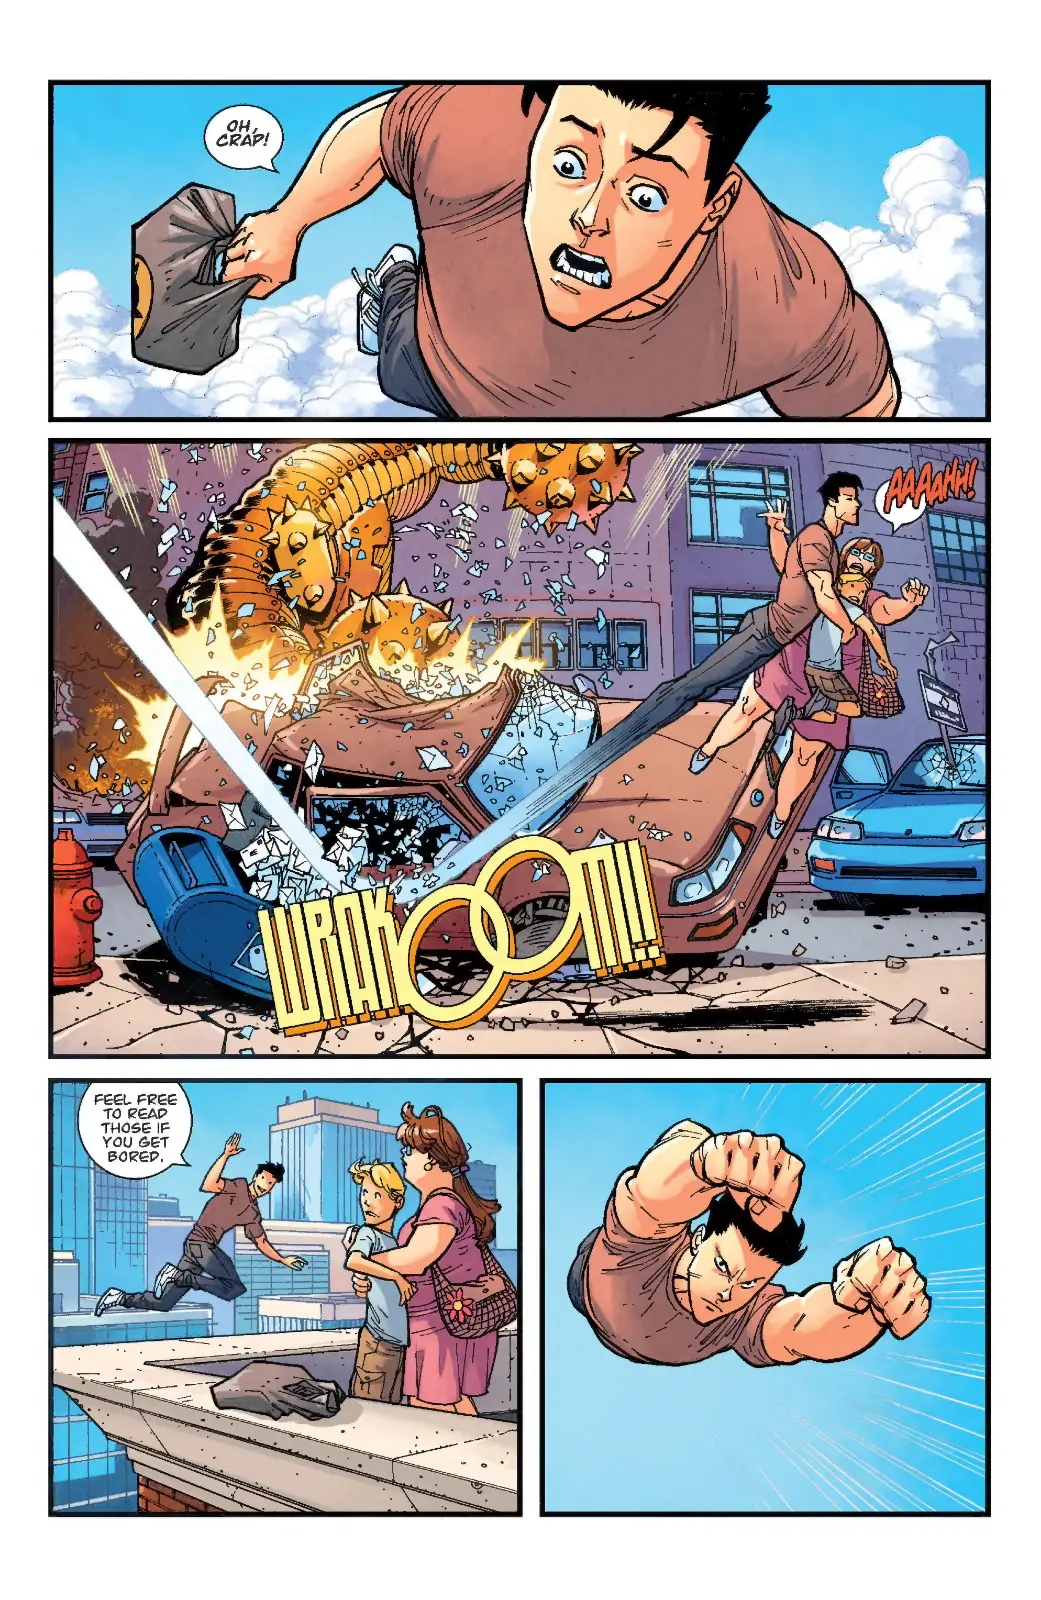 OH,
CRAP!
AAAAHH!
WRAKOOOM!!
FEEL FREE
TO READ
THOSE IF
YOU GET
BORED.